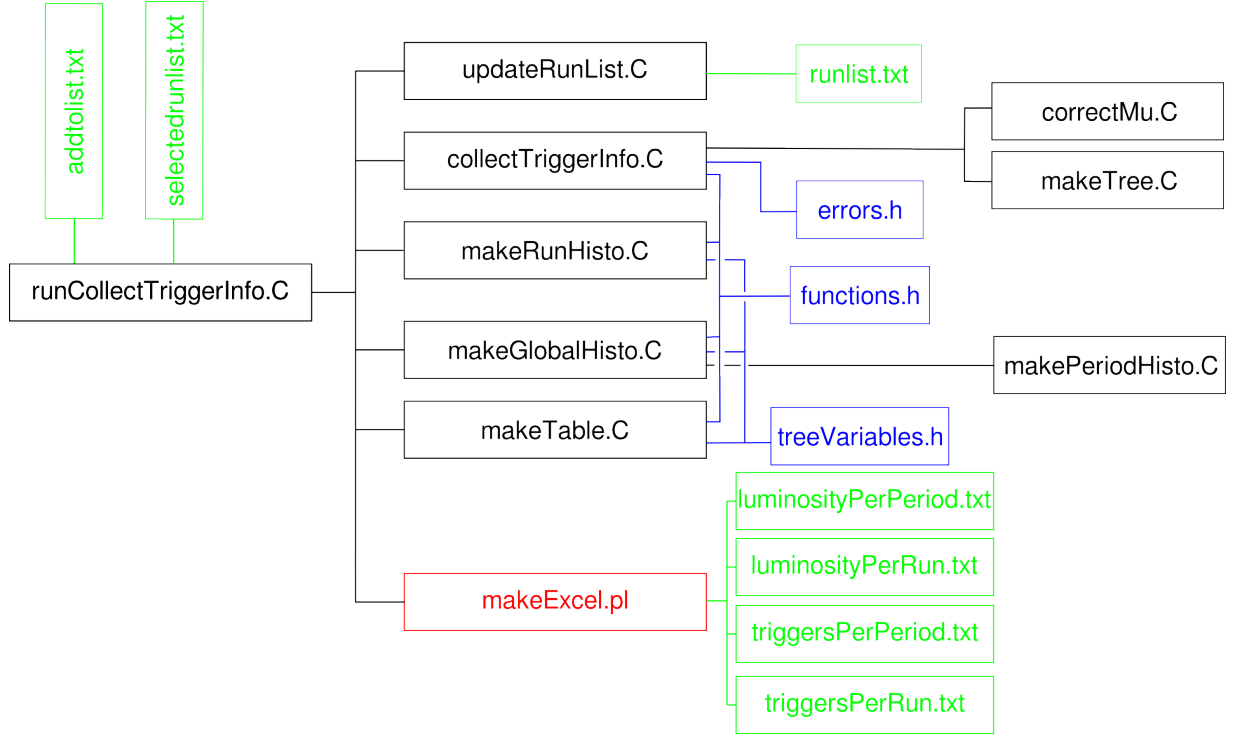 addtolist.txt
selectedrunlist.txt
runCollectTriggerInfo.C
updateRunList.C
runlist.txt
collectTriggerInfo.C
correctMu.C
makeTree.C
errors.h
makeRunHisto.C
functions.h
makeGlobalHisto.C
makePeriodHisto.C
makeTable.C
treeVariables.h
makeExcel.pl
luminosityPerPeriod.txt
luminosityPerRun.txt
triggersPerPeriod.txt
triggersPerRun.txt